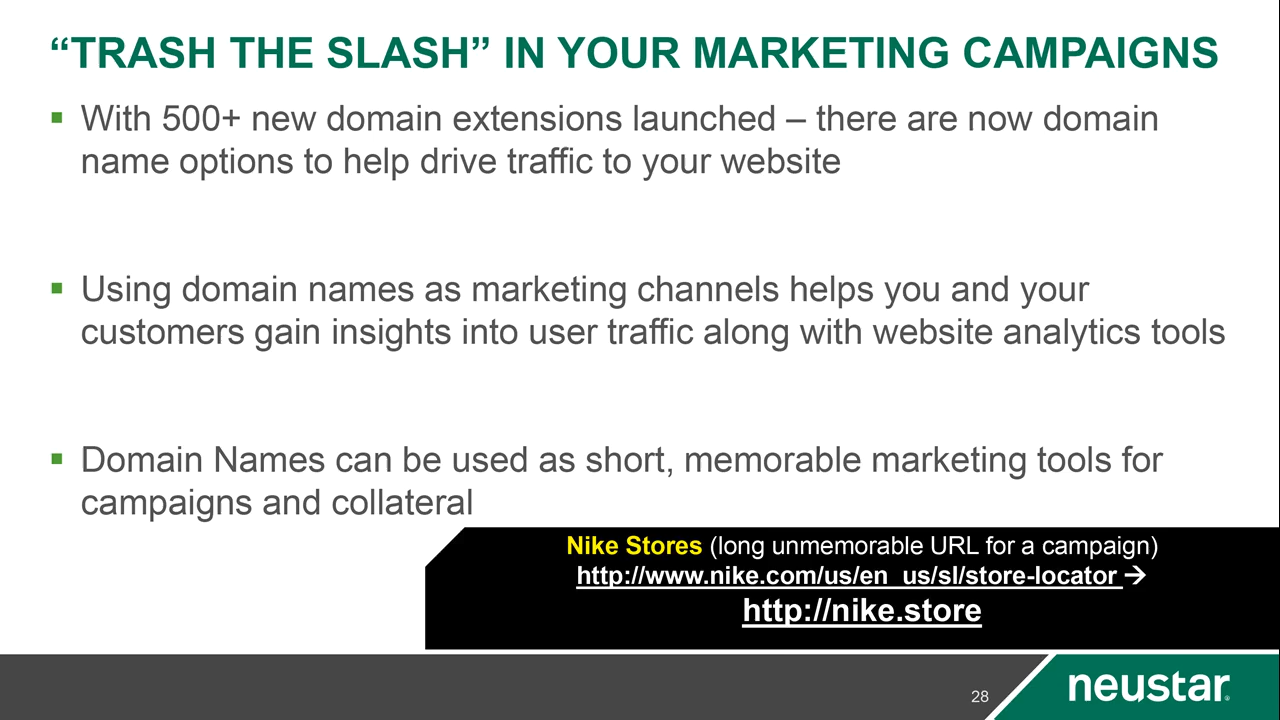 “TRASH THE SLASH” IN YOUR MARKETING CAMPAIGNS
With 500+ new domain extensions launched – there are now domain
name options to help drive traffic to your website
Using domain names as marketing channels helps you and your
customers gain insights into user traffic along with website analytics tools
Domain Names can be used as short, memorable marketing tools for
campaigns and collateral
Nike Stores (long unmemorable URL for a campaign)
http://www.nike.com/us/en_us/sl/store-locator →
http://nike.store
28
neustar®